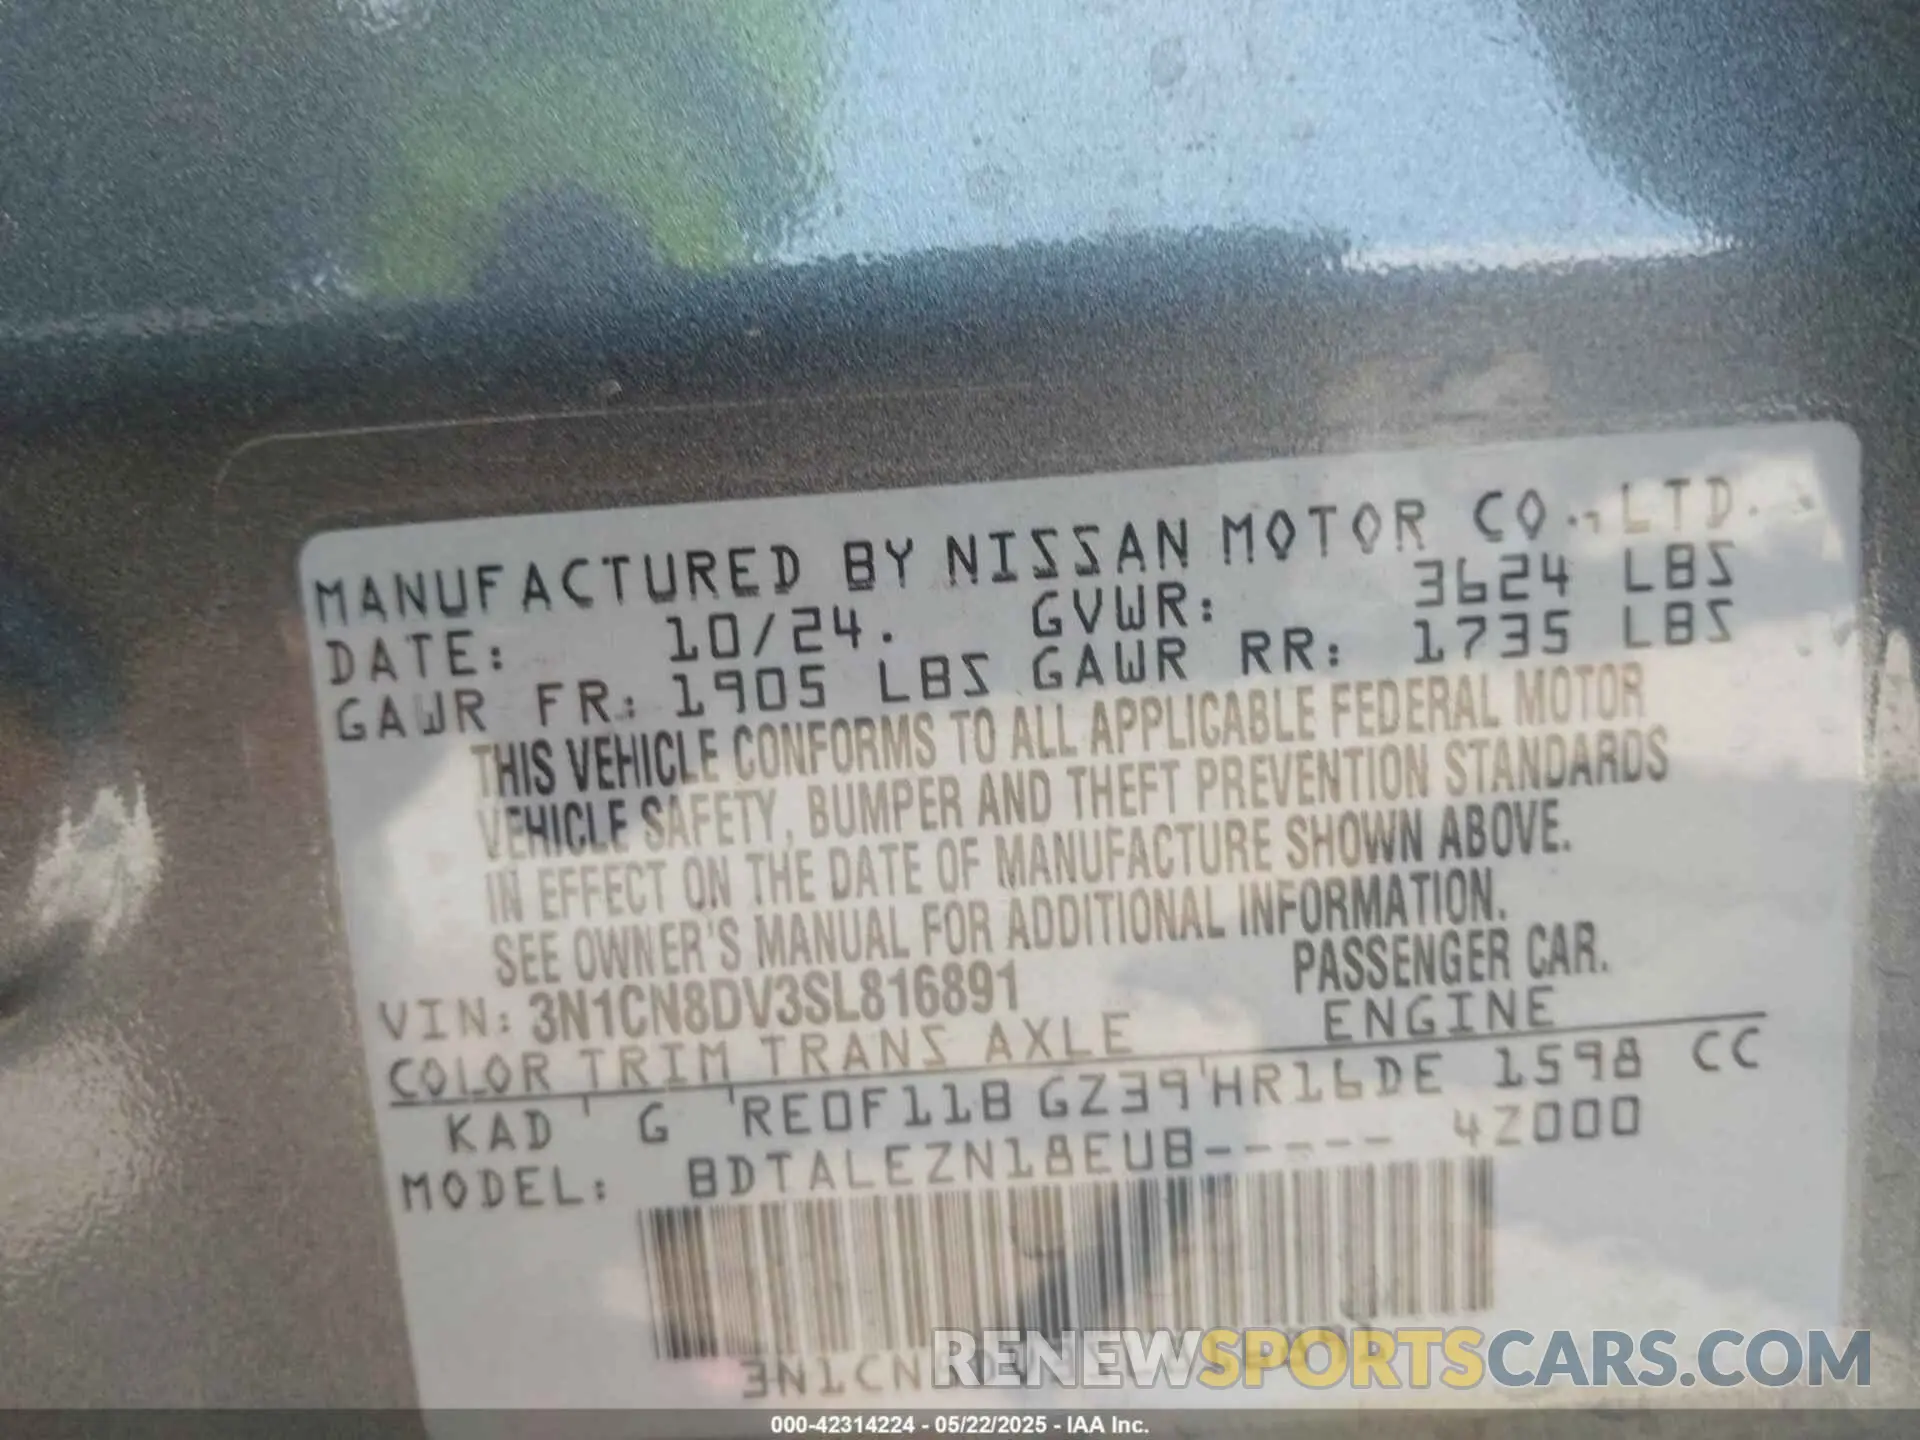 MANUFACTURED BY NISSAN MOTOR CO., LTD.
DATE: 10/24. GVWR: 3624 LBS
GAWR FR: 1905 LBS GAWR RR: 1735 LBS
THIS VEHICLE CONFORMS TO ALL APPLICABLE FEDERAL MOTOR
VEHICLE SAFETY, BUMPER AND THEFT PREVENTION STANDARDS
IN EFFECT ON THE DATE OF MANUFACTURE SHOWN ABOVE.
SEE OWNER'S MANUAL FOR ADDITIONAL INFORMATION.
VIN: 3N1CN8DV3SL816891 PASSENGER CAR.
COLOR TRIM TRANS AXLE ENGINE
KAD G RE0F11B GZ39 HR16DE 1598 CC
MODEL: BDTALEZN18EUB----- 4Z000
RENEWSPORTSCARS.COM
000-42314224 - 05/22/2025 - IAA Inc.